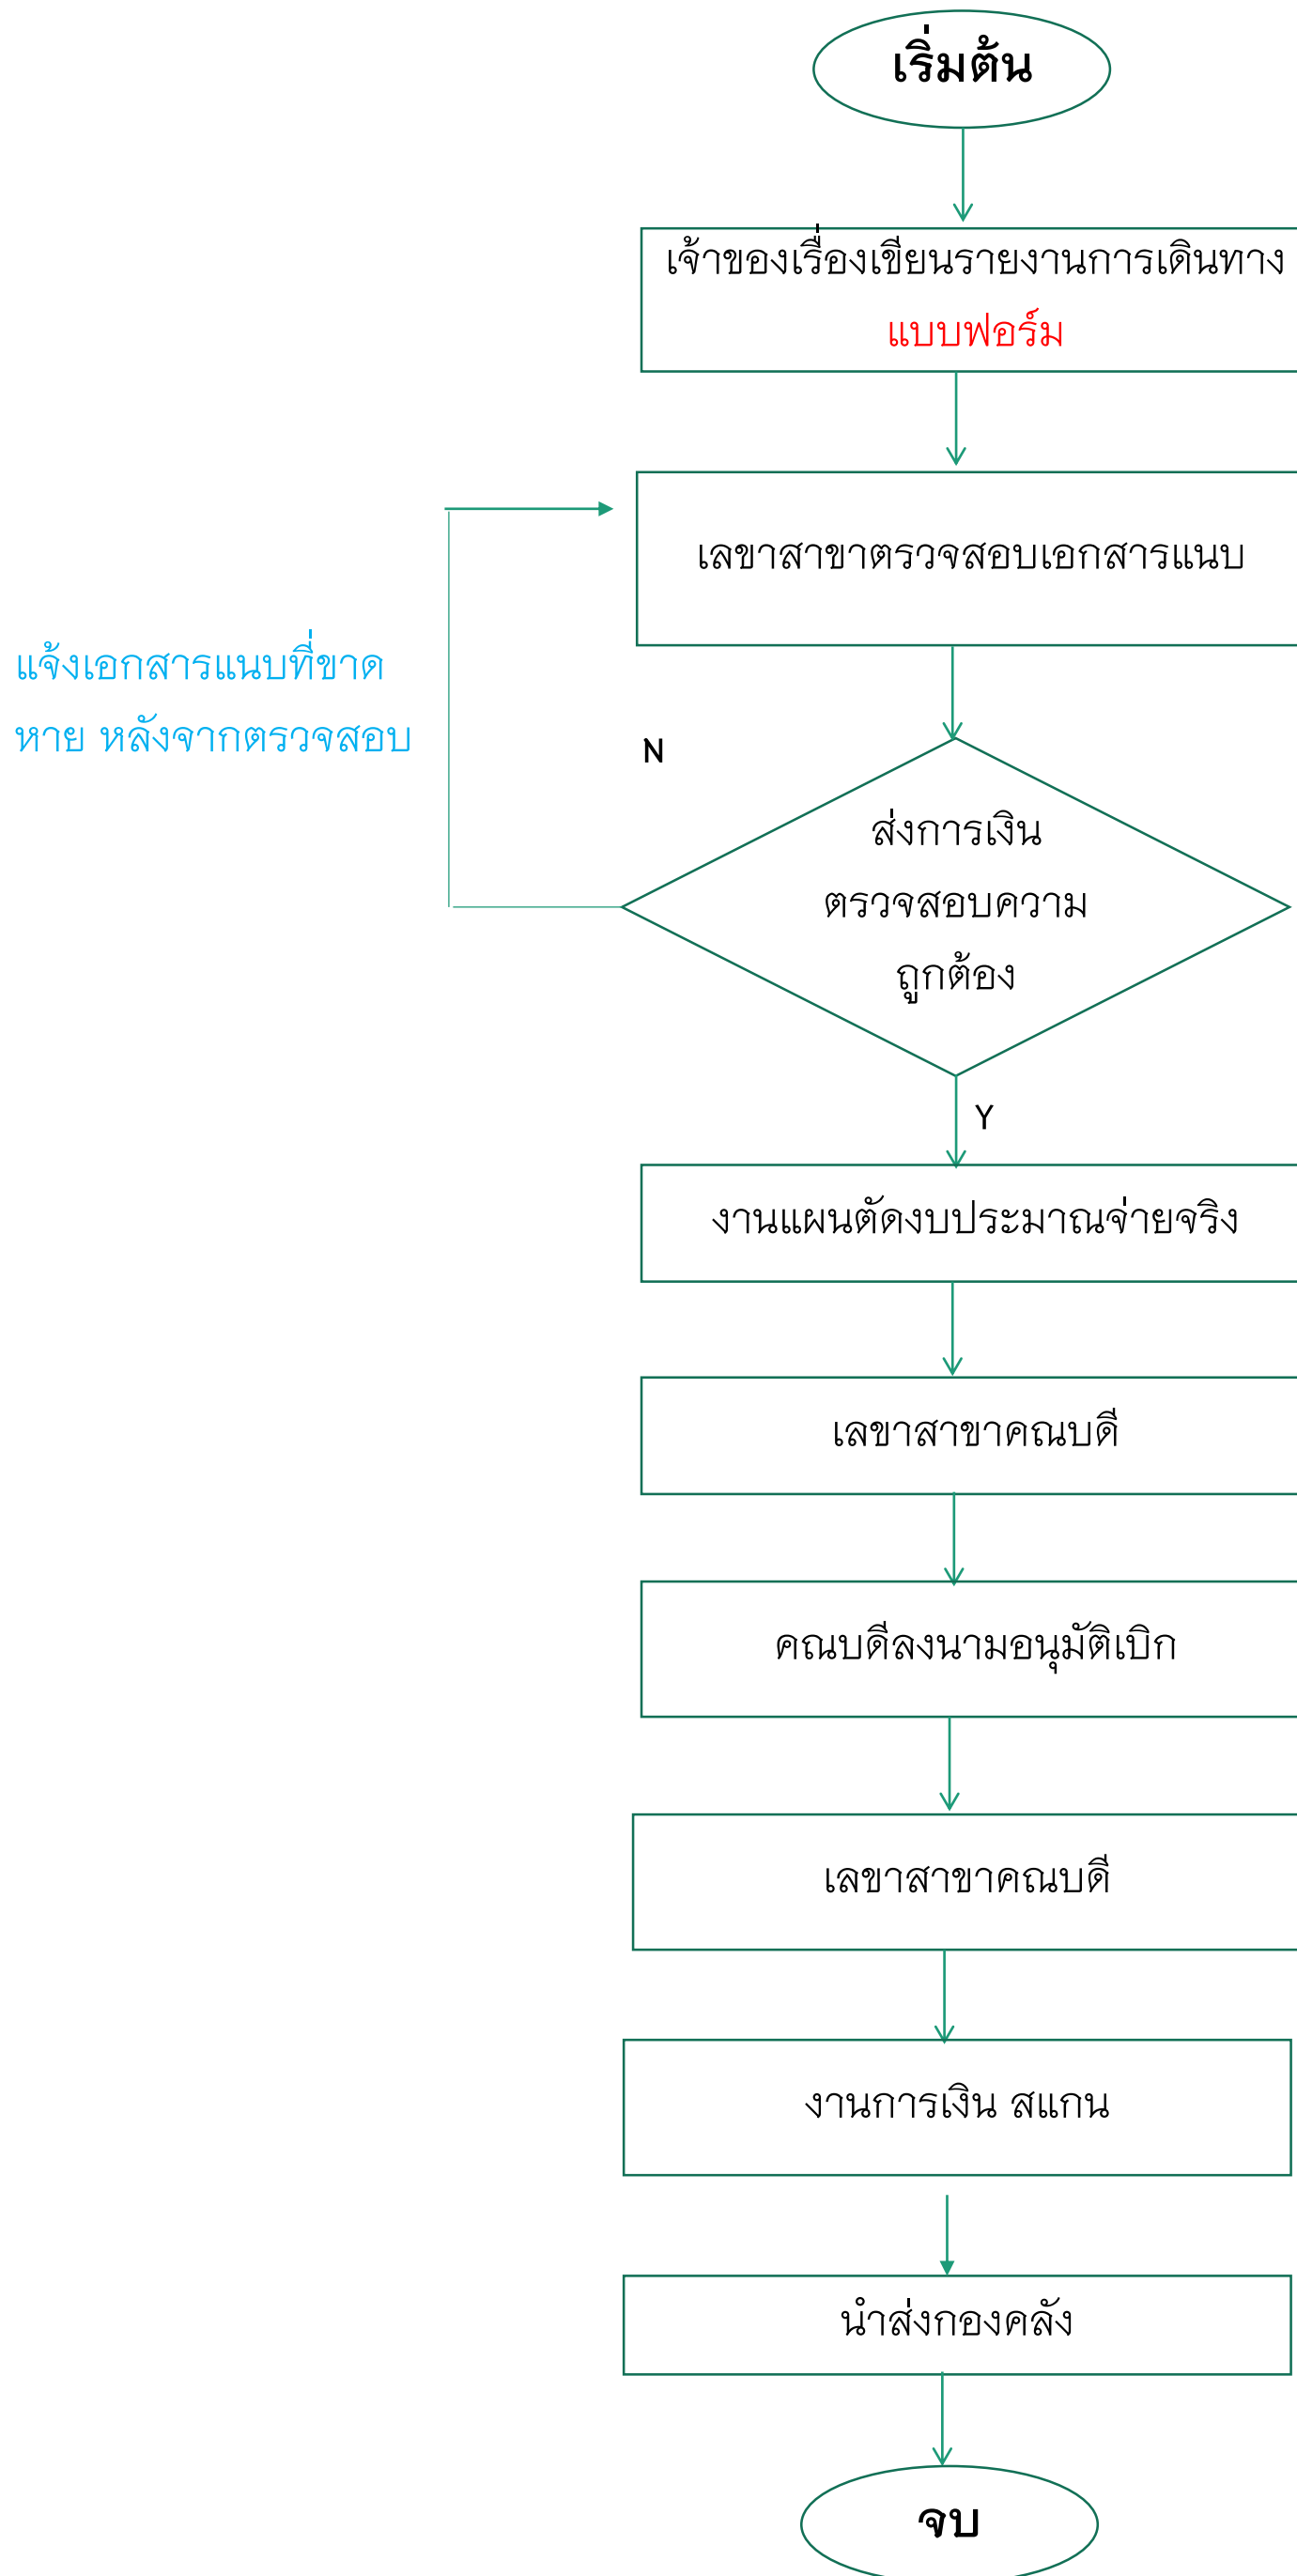 เริ่มต้น
เจ้าของเรื่องเขียนรายงานการเดินทาง
แบบฟอร์ม
เลขาสาขาตรวจสอบเอกสารแนบ
แจ้งเอกสารแนบที่ขาด
หาย หลังจากตรวจสอบ
N
ส่งการเงิน
ตรวจสอบความ
ถูกต้อง
Y
งานแผนตัดงบประมาณจ่ายจริง
เลขาสาขาคณบดี
คณบดีลงนามอนุมัติเบิก
เลขาสาขาคณบดี
งานการเงิน สแกน
นำส่งกองคลัง
จบ